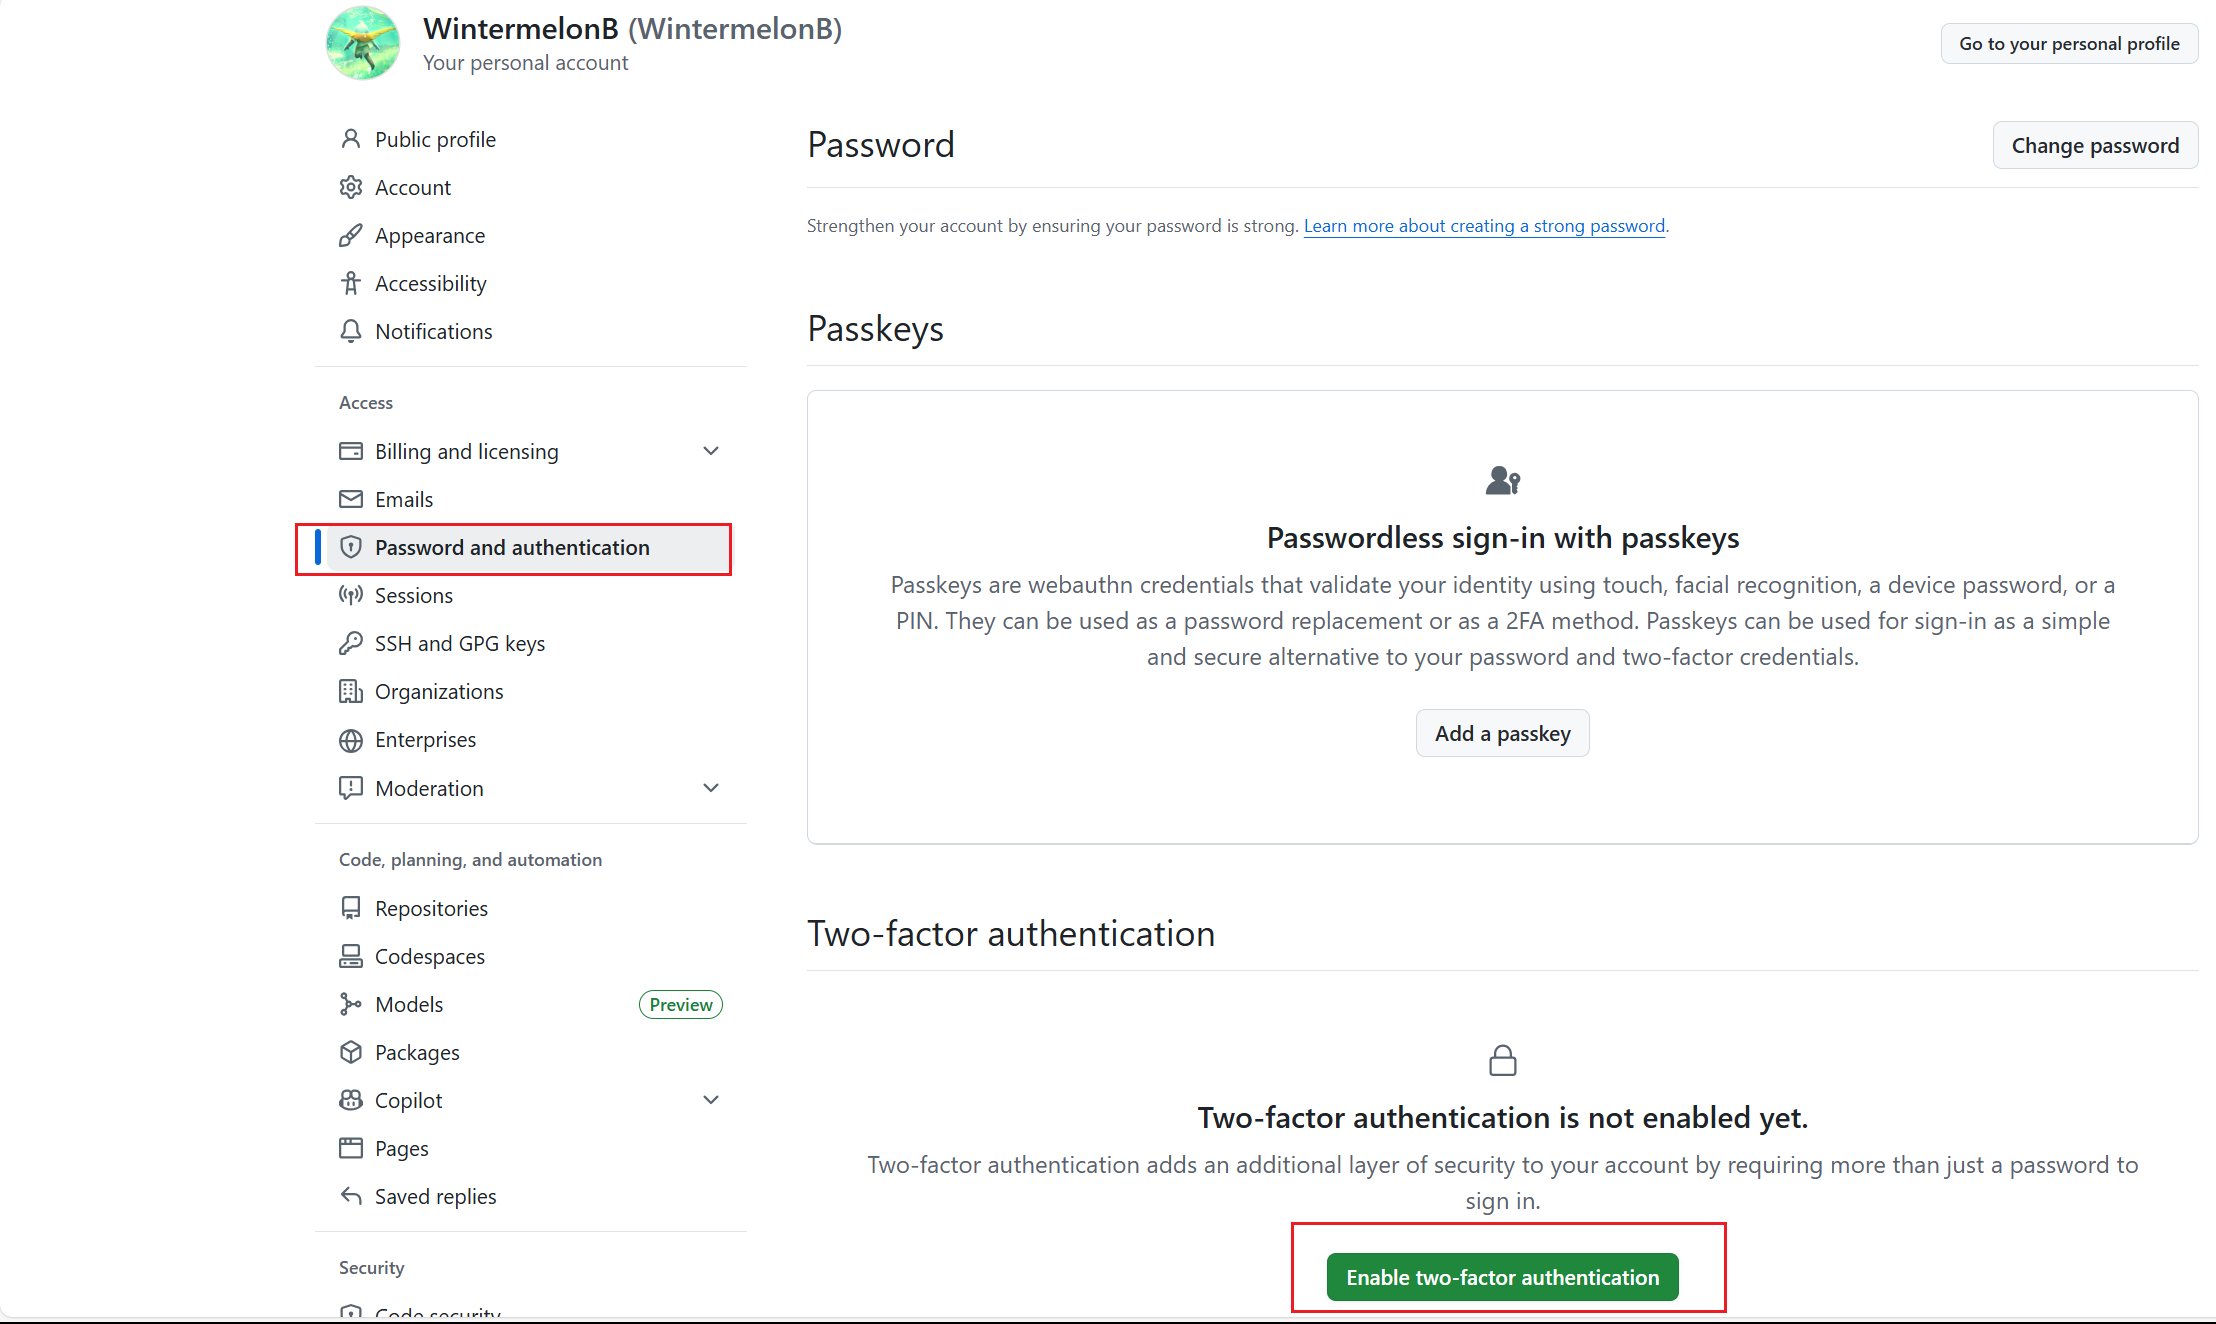 WintermelonB (WintermelonB)
Your personal account
Go to your personal profile
Public profile
Account
Appearance
Accessibility
Notifications
Access
Billing and licensing
Emails
Password and authentication
Sessions
SSH and GPG keys
Organizations
Enterprises
Moderation
Code, planning, and automation
Repositories
Codespaces
Models
Preview
Packages
Copilot
Pages
Saved replies
Security
Code security
Password
Change password
Strengthen your account by ensuring your password is strong. Learn more about creating a strong password.
Passkeys
Passwordless sign-in with passkeys
Passkeys are webauthn credentials that validate your identity using touch, facial recognition, a device password, or a
PIN. They can be used as a password replacement or as a 2FA method. Passkeys can be used for sign-in as a simple
and secure alternative to your password and two-factor credentials.
Add a passkey
Two-factor authentication
Two-factor authentication is not enabled yet.
Two-factor authentication adds an additional layer of security to your account by requiring more than just a password to
sign in.
Enable two-factor authentication